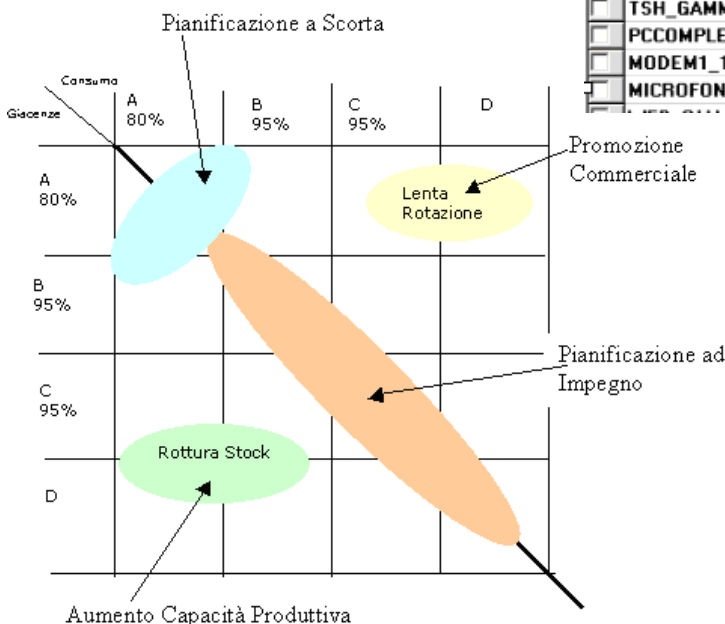 Pianificazione a Scorta
TSH_GAMM
PCCOMPLE
MODEM1_1
MICROFON
Consumo
Giacenze
A
80%
B
95%
C
95%
D
Promozione
Commerciale
A
80%
Lenta
Rotazione
B
95%
Pianificazione ad
Impegno
C
95%
Rottura Stock
D
Aumento Capacità Produttiva